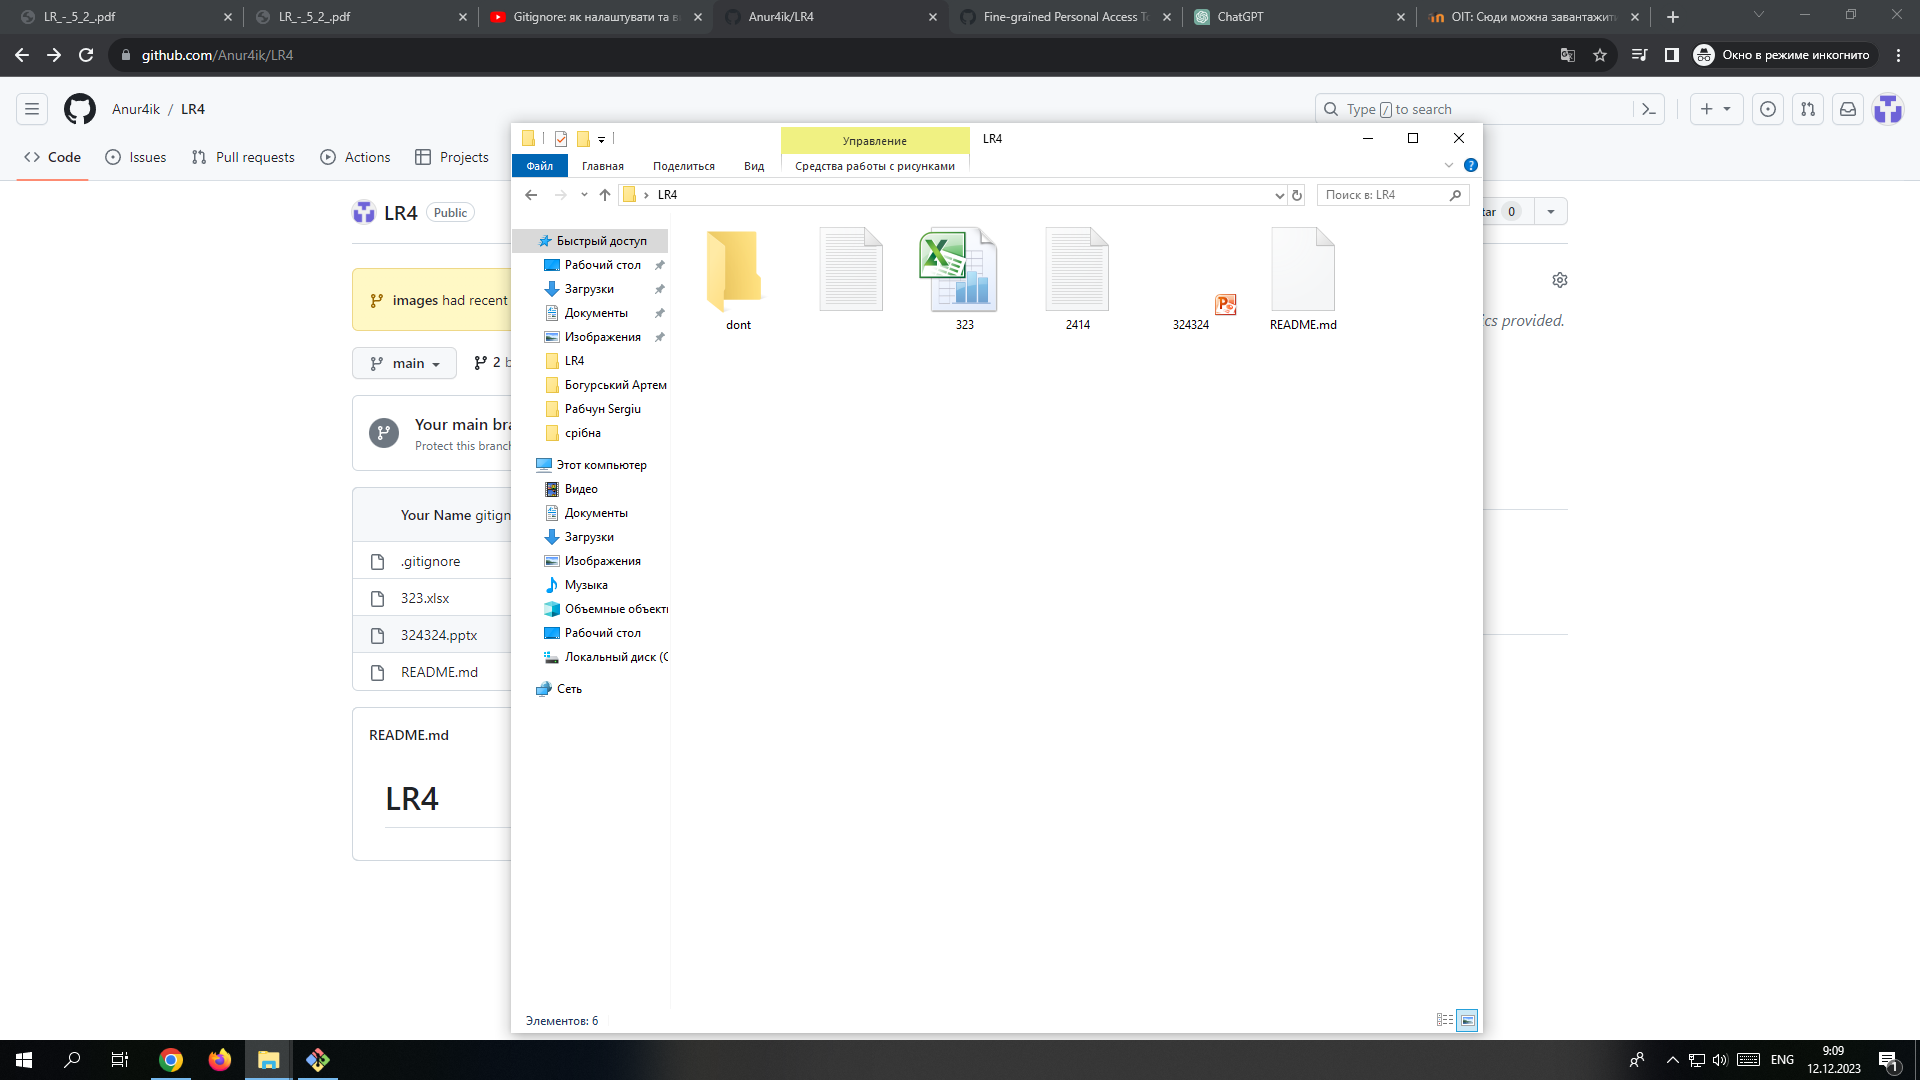 LR_-_5_2_.pdf
LR_-_5_2_.pdf
Gitignore: як налаштувати та в
Anur4ik/LR4
Fine-grained Personal Access To
ChatGPT
ОІТ: Сюди можна завантажит
github.com/Anur4ik/LR4
Окно в режиме инкогнито
Anur4ik / LR4
Type / to search
Code
Issues
Pull requests
Actions
Projects
LR4
Public
tar 0
images had recent
cs provided.
main
2 b
Your main bra
Protect this branch
Your Name gitign
.gitignore
323.xlsx
324324.pptx
README.md
README.md
LR4
Управление
LR4
Файл
Главная
Поделиться
Вид
Средства работы с рисунками
LR4
Поиск в: LR4
Быстрый доступ
Рабочий стол
Загрузки
Документы
Изображения
LR4
Богурський Артем
Рабчун Sergiu
срібна
Этот компьютер
Видео
Документы
Загрузки
Изображения
Музыка
Объемные объекты
Рабочий стол
Локальный диск (C
Сеть
dont
323
2414
324324
README.md
Элементов: 6
ENG
9:09
12.12.2023
1